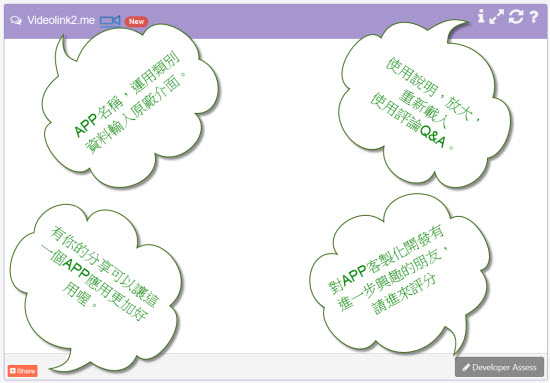 Videolink2.me New
APP名稱，運用類別
資料輸入原廠介面。
使用說明，放大，
重新載入
使用評論Q&A。
有你的分享可以讓這
一個APP應用更加好
用喔。
對APP客製化開發有
進一步興趣的朋友，
請進來評分
Share
Developer Assess